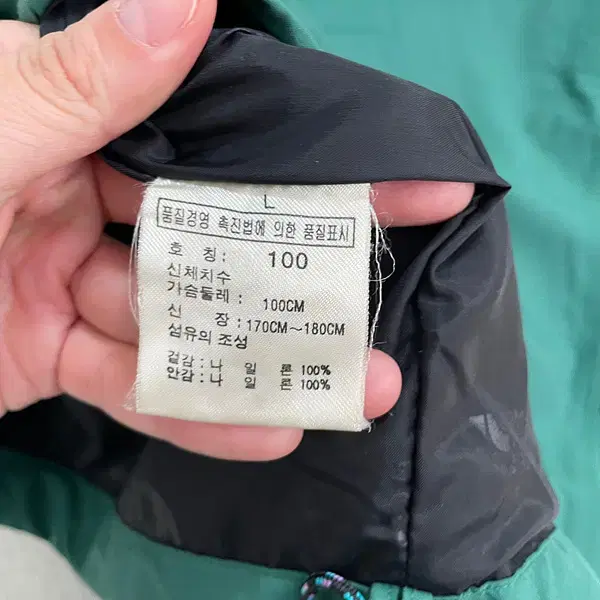 L
품질경영 촉진법에 의한 품질표시
호 칭: 100
신체치수
가슴둘레: 100CM
신 장: 170CM~180CM
섬유의 조성
겉감: 나 일 론 100%
안감: 나 일 론 100%